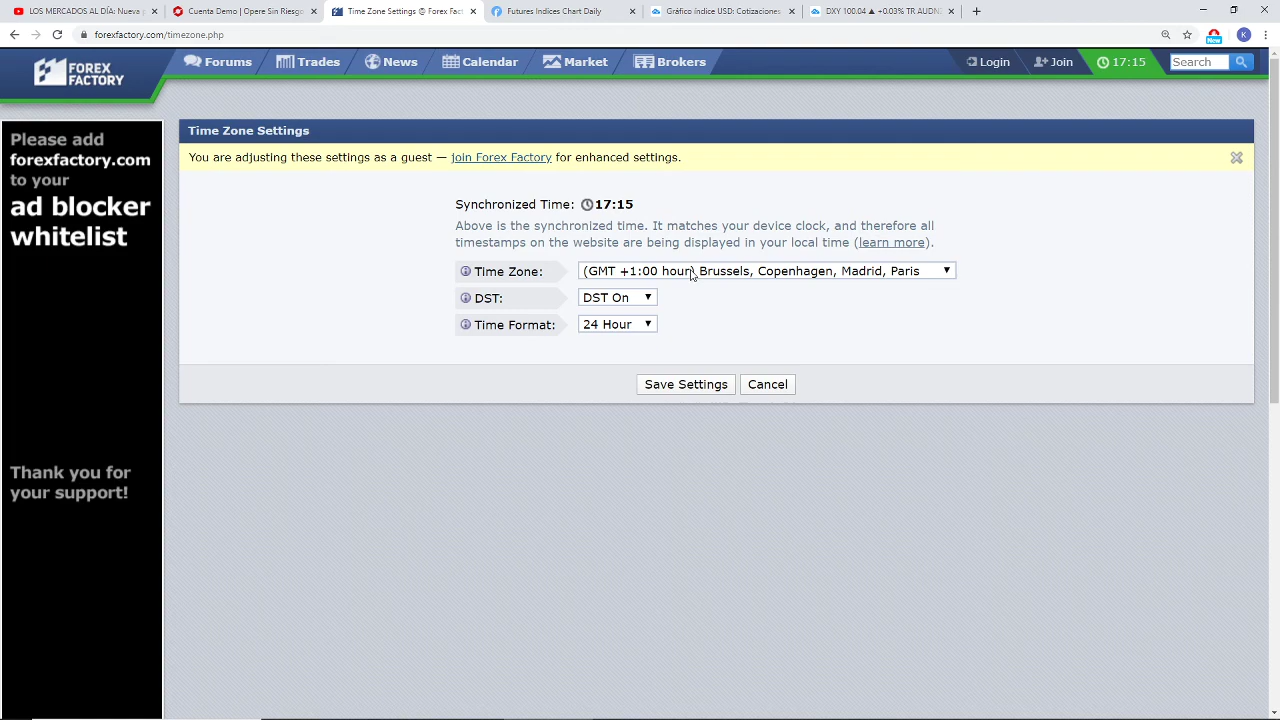 LOS MERCADOS AL DÍA: Nueva
Cuenta Demo | Opere Sin Riesgo
Time Zone Settings @ Forex Fact
Futures Indices Chart Daily
Gráfico índice USD: Cotizaciones
DXY 100.04 ▲ +0.03% TR.AUDN
forexfactory.com/timezone.php
New
K
FOREX FACTORY
Forums
Trades
News
Calendar
Market
Brokers
Login
Join
17:15
Search
Please add
forexfactory.com
to your
ad blocker
whitelist
Thank you for
your support!
Time Zone Settings
You are adjusting these settings as a guest — join Forex Factory for enhanced settings.
Synchronized Time: 17:15
Above is the synchronized time. It matches your device clock, and therefore all
timestamps on the website are being displayed in your local time (learn more).
Time Zone: (GMT +1:00 hour) Brussels, Copenhagen, Madrid, Paris
DST: DST On
Time Format: 24 Hour
Save Settings Cancel